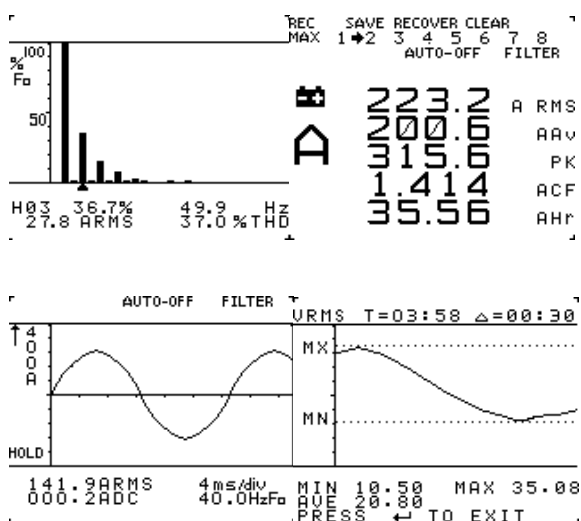 100
%
Fo
50
H03 36.7% 49.9 Hz
27.8 ARMS 37.0 %THD
REC SAVE RECOVER CLEAR
MAX 1➔2 3 4 5 6 7 8
AUTO-OFF FILTER
223.2 A RMS
200.6 AAv
A
315.6 PK
1.414 ACF
35.56 AHr
AUTO-OFF FILTER
↑400A
HOLD
141.9ARMS 4ms/div
000.2ADC 40.0HzFo
VRMS T=03:58 △=00:30
MX
MN
MIN 10:50 MAX 35.08
AVE 20.80
PRESS ↵ TO EXIT